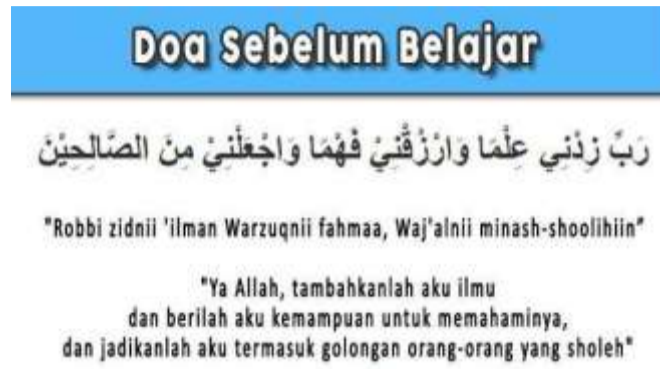 Doa Sebelum Belajar
رَبِّ زِدْنِي عِلْمًا وَارْزُقْنِيْ فَهْمًا وَاجْعَلْنِيْ مِنَ الصَّالِحِيْنَ
"Robbi zidnii 'ilman Warzuqnii fahmaa, Waj'alnii minash-shoolihiin"
"Ya Allah, tambahkanlah aku ilmu
dan berilah aku kemampuan untuk memahaminya,
dan jadikanlah aku termasuk golongan orang-orang yang sholeh"